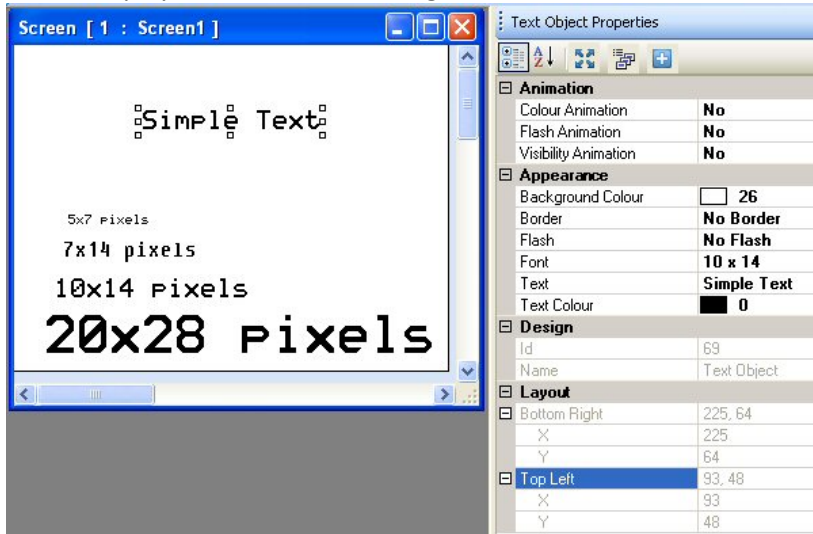 Screen [ 1 : Screen1 ]
Simple Text
5x7 pixels
7x14 pixels
10x14 pixels
20x28 pixels
Text Object Properties
Animation
Colour Animation No
Flash Animation No
Visibility Animation No
Appearance
Background Colour 26
Border No Border
Flash No Flash
Font 10 x 14
Text Simple Text
Text Colour 0
Design
Id 69
Name Text Object
Layout
Bottom Right 225, 64
X 225
Y 64
Top Left 93, 48
X 93
Y 48